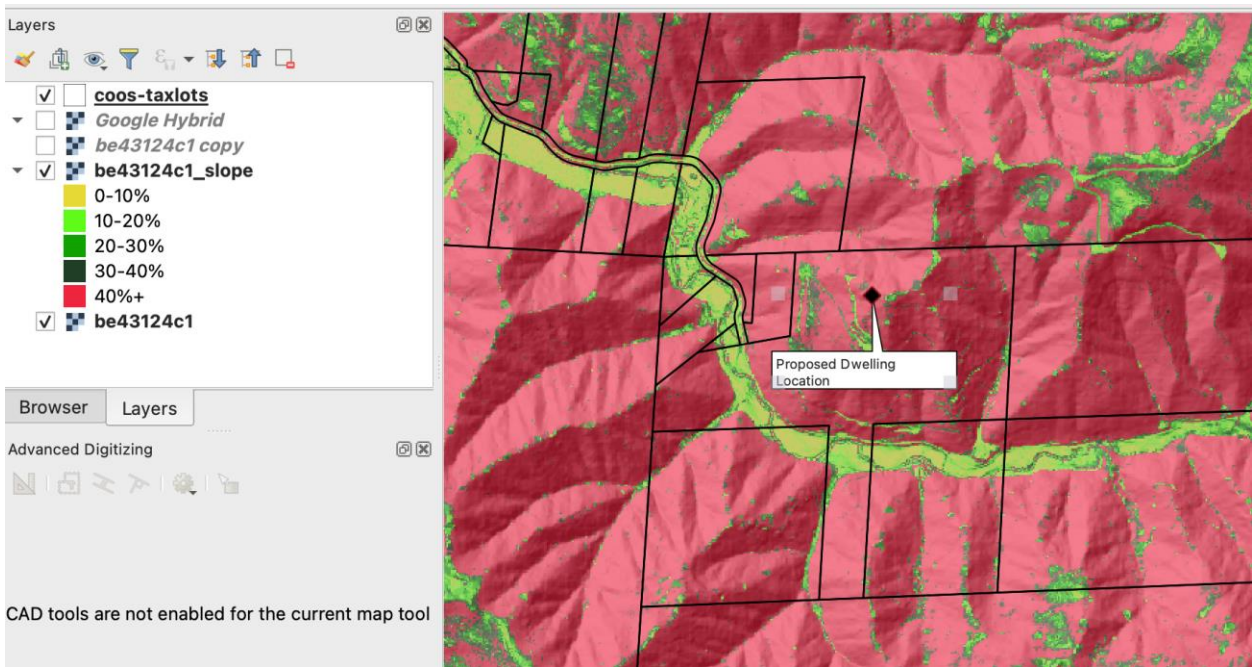 Layers
coos-taxlots
Google Hybrid
be43124c1 copy
be43124c1_slope
0-10%
10-20%
20-30%
30-40%
40%+
be43124c1
Browser
Layers
Advanced Digitizing
CAD tools are not enabled for the current map tool
Proposed Dwelling
Location